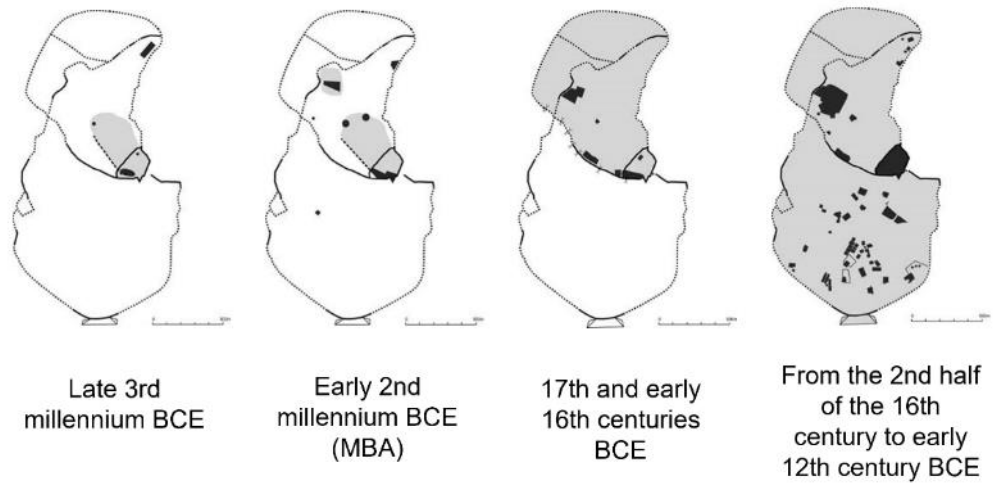 Late 3rd
millennium BCE
Early 2nd
millennium BCE
(MBA)
17th and early
16th centuries
BCE
From the 2nd half
of the 16th
century to early
12th century BCE